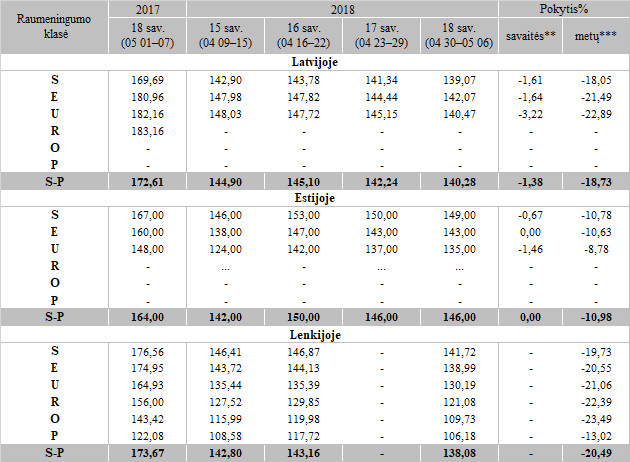 Raumeningumo klasė 2017 2018 Pokytis%
18 sav. (05 01–07) 15 sav. (04 09–15) 16 sav. (04 16–22) 17 sav. (04 23–29) 18 sav. (04 30–05 06) savaitės** metų***
Latvijoje
S 169,69 142,90 143,78 141,34 139,07 -1,61 -18,05
E 180,96 147,98 147,82 144,44 142,07 -1,64 -21,49
U 182,16 148,03 147,72 145,15 140,47 -3,22 -22,89
R 183,16 - - - - - -
O - - - - - - -
P - - - - - - -
S-P 172,61 144,90 145,10 142,24 140,28 -1,38 -18,73
Estijoje
S 167,00 146,00 153,00 150,00 149,00 -0,67 -10,78
E 160,00 138,00 147,00 143,00 143,00 0,00 -10,63
U 148,00 124,00 142,00 137,00 135,00 -1,46 -8,78
R - ... - ... ... - -
O - - - - - - -
P - - - - - - -
S-P 164,00 142,00 150,00 146,00 146,00 0,00 -10,98
Lenkijoje
S 176,56 146,41 146,87 - 141,72 - -19,73
E 174,95 143,72 144,13 - 138,99 - -20,55
U 164,93 135,44 135,39 - 130,19 - -21,06
R 156,00 127,52 129,85 - 121,08 - -22,39
O 143,42 115,99 119,98 - 109,73 - -23,49
P 122,08 108,58 117,72 - 106,18 - -13,02
S-P 173,67 142,80 143,16 - 138,08 - -20,49